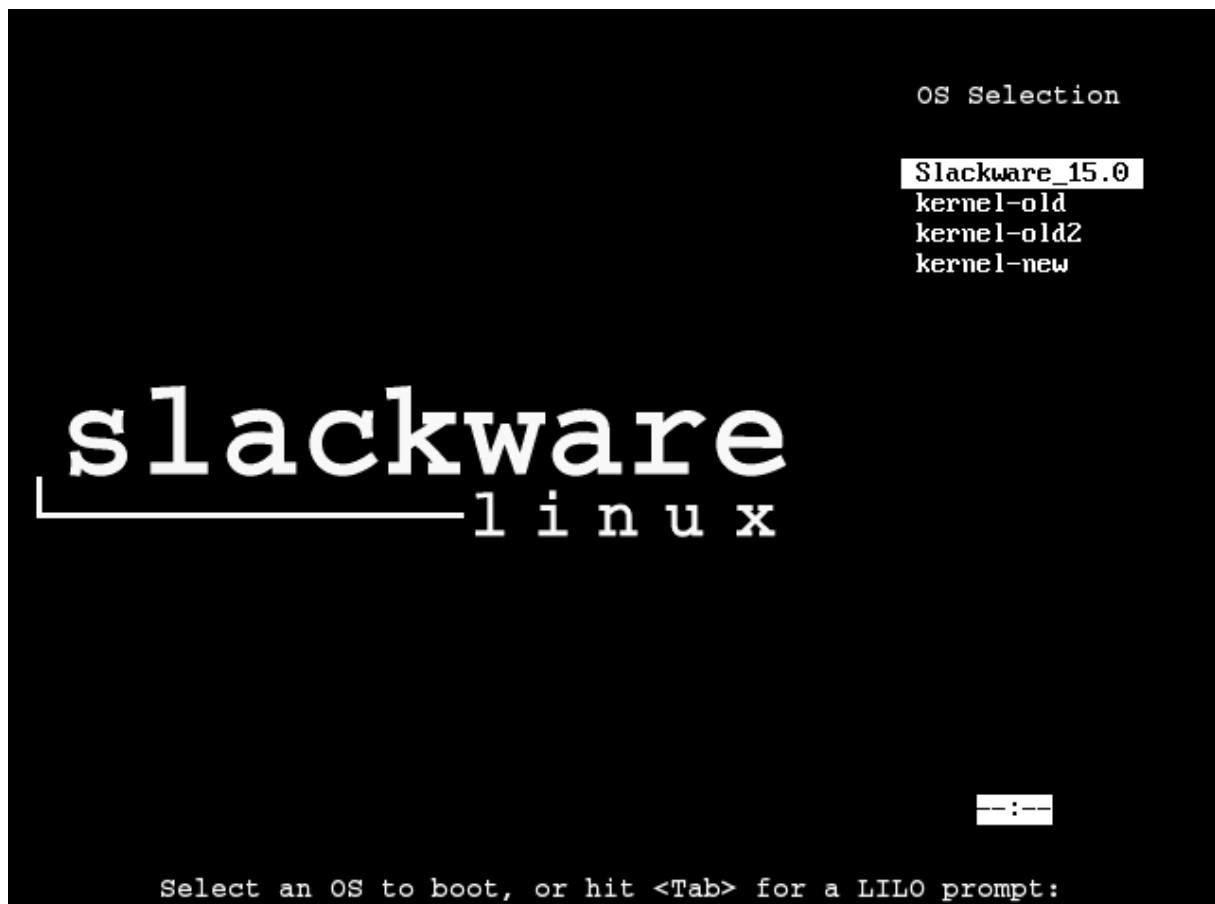 OS Selection
Slackware_15.0
kernel-old
kernel-old2
kernel-new
slackware
linux
--:--
Select an OS to boot, or hit <Tab> for a LILO prompt: